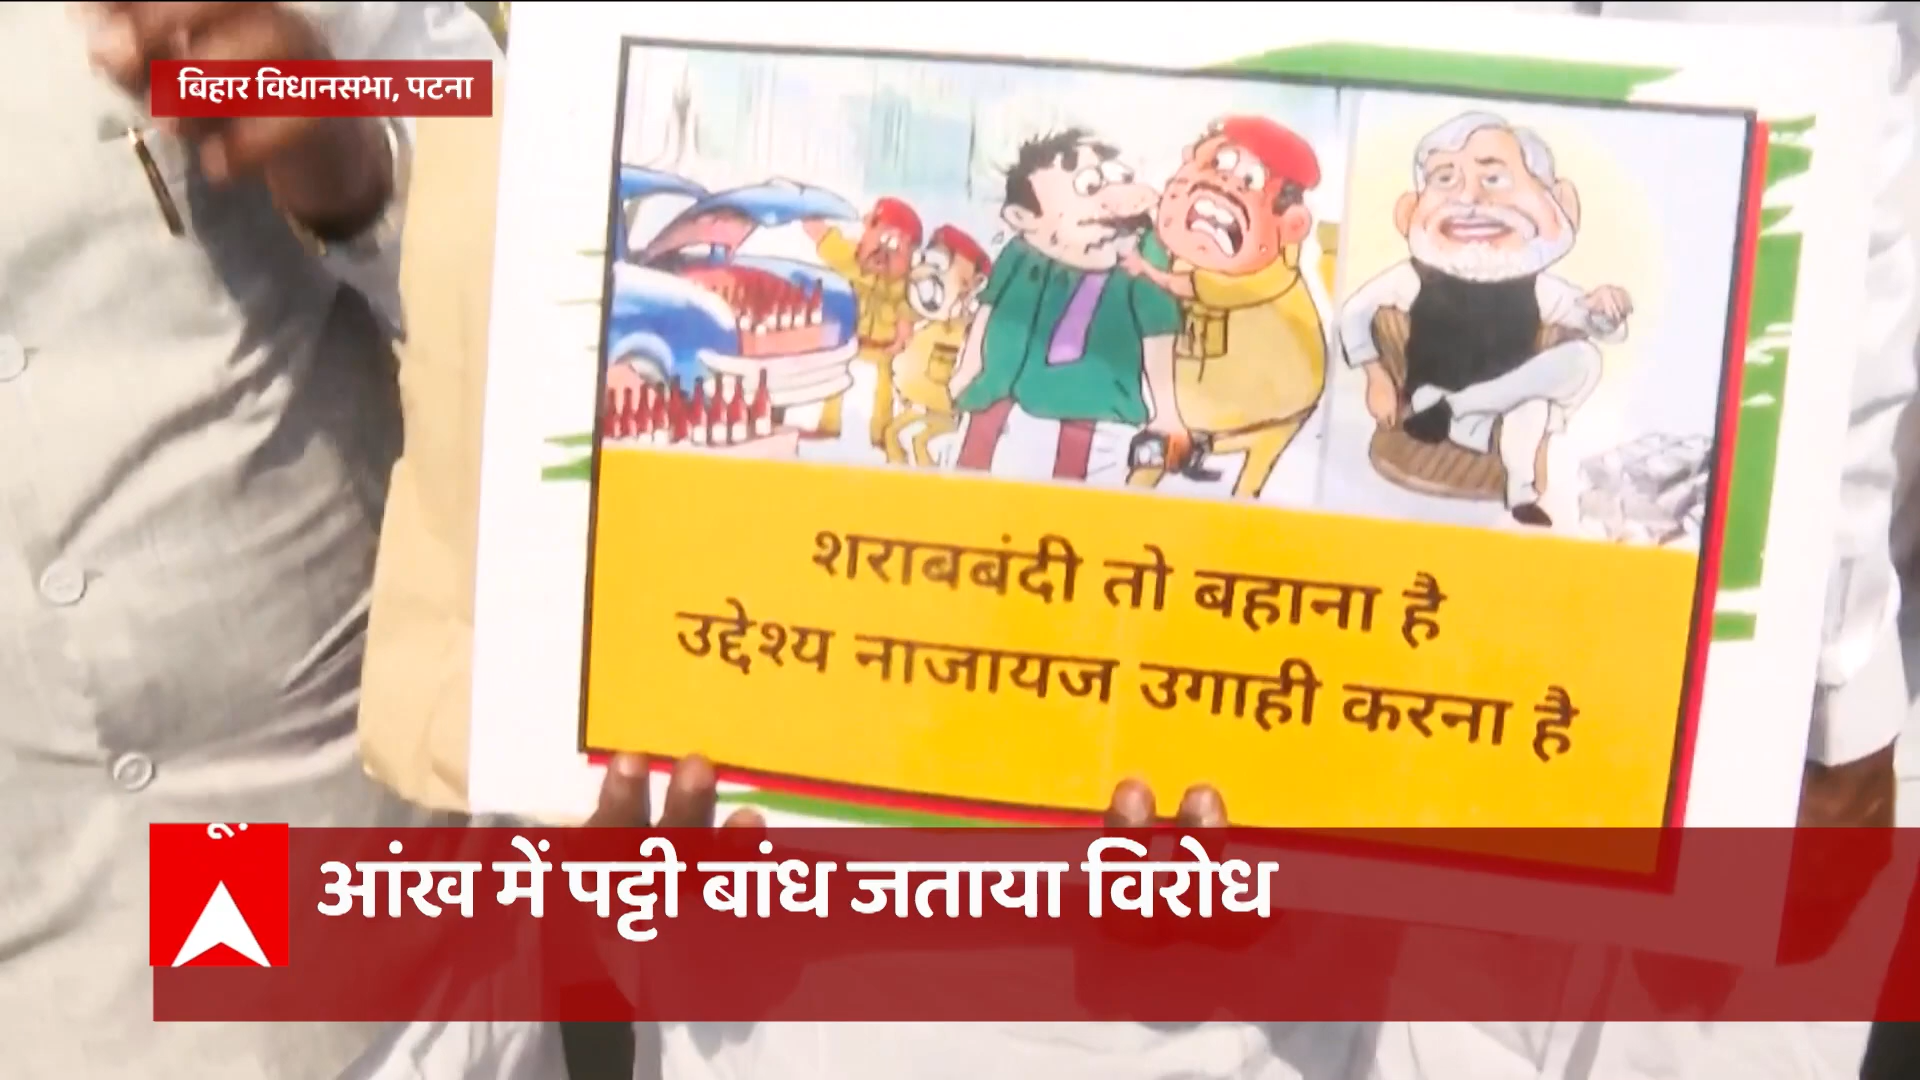 बिहार विधानसभा, पटना
शराबबंदी तो बहाना है
उद्देश्य नाजायज उगाही करना है
आंख में पट्टी बांध जताया विरोध